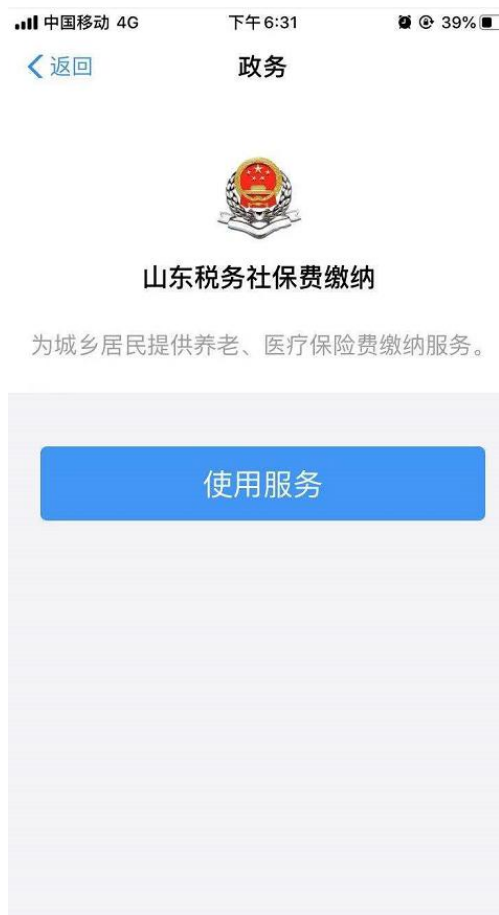 中国移动 4G 下午6:31 39%
返回 政务
山东税务社保费缴纳
为城乡居民提供养老、医疗保险费缴纳服务。
使用服务